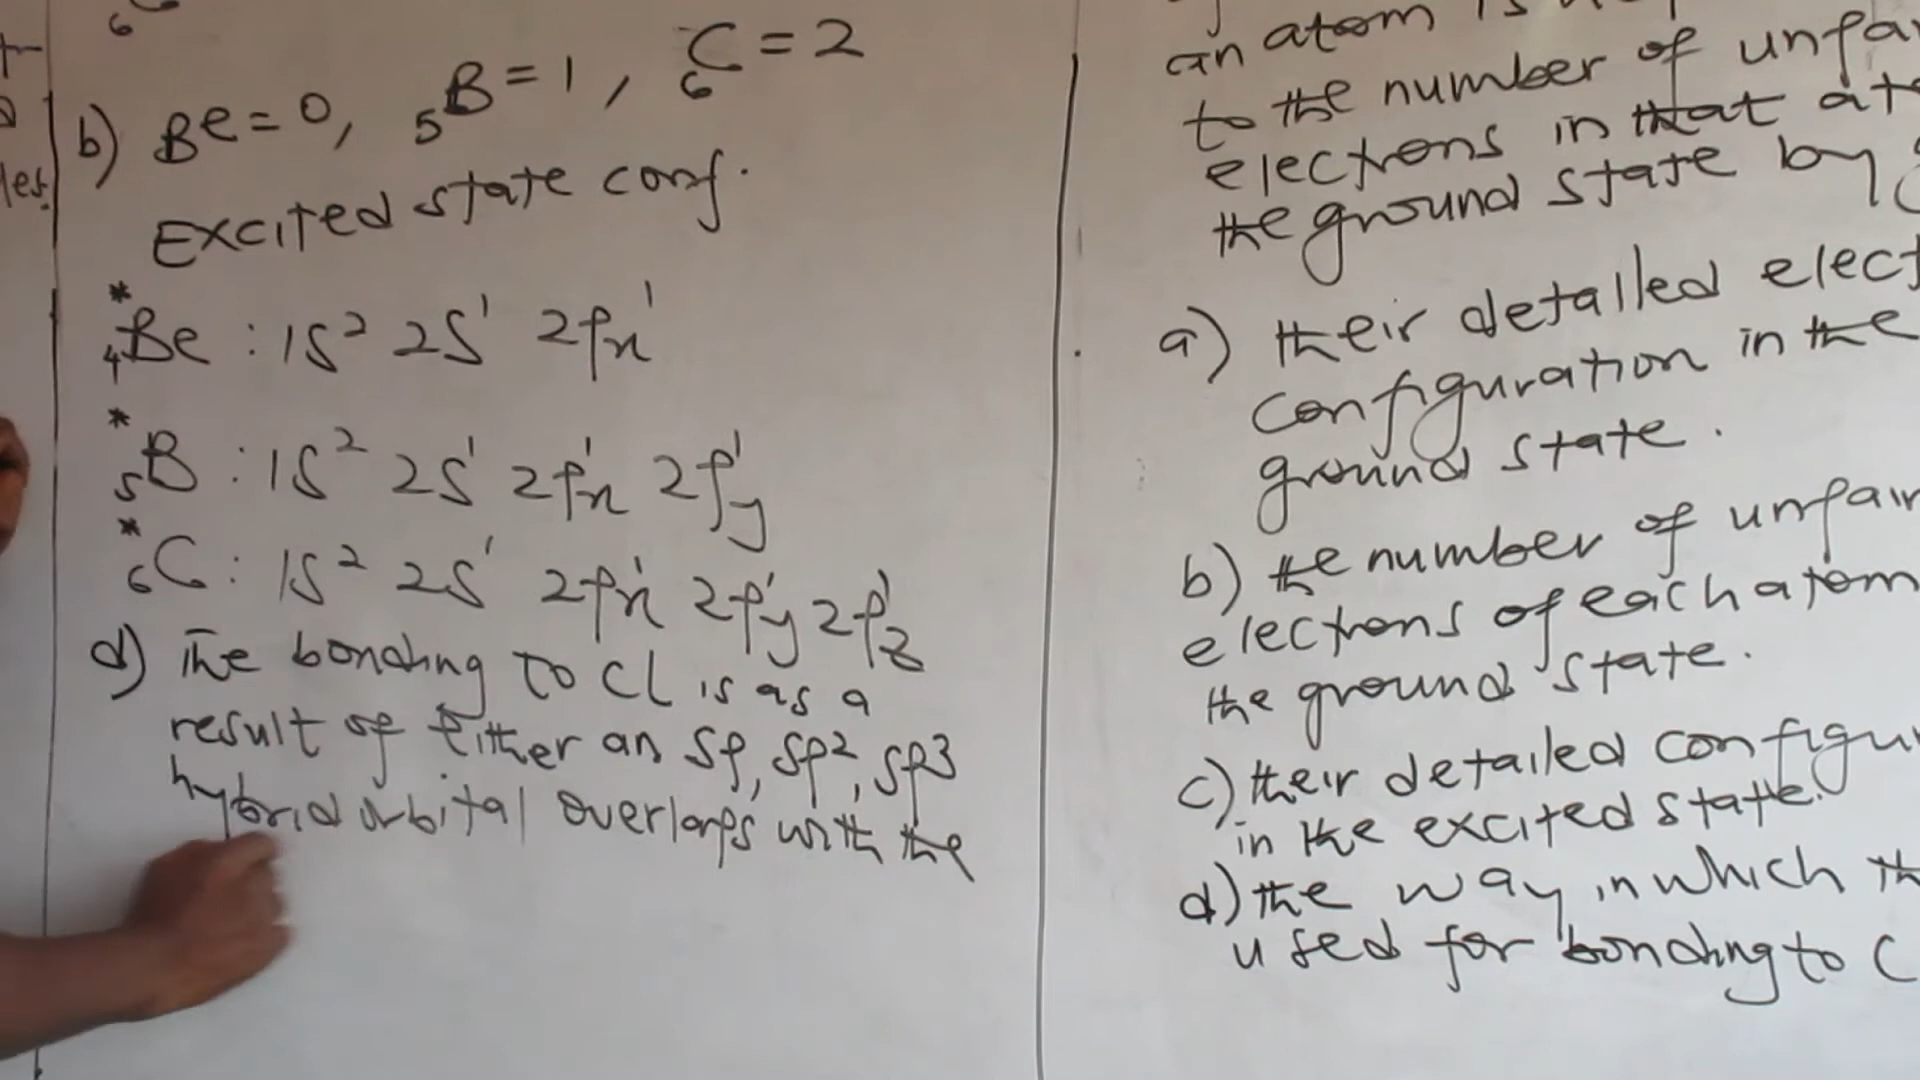 6
b) Be = 0, ₅B = 1, ₆C = 2
Excited state conf.
*
₄Be : 1S² 2S¹ 2Px¹
*
₅B : 1S² 2S¹ 2Px¹ 2Py¹
*
₆C : 1S² 2S¹ 2Px¹ 2Py¹ 2Pz¹
d) The bonding to Cl is as a
result of either an SP, SP², SP³
hybrid orbital overlaps with the
an atom is
to the number of
electrons in that
the ground state by
a) their detailed elect
configuration in the
ground state.
b) the number of unpair
electrons of each atom
the ground state.
c) their detailed configu
in the excited state.
d) the way in which th
used for bonding to C